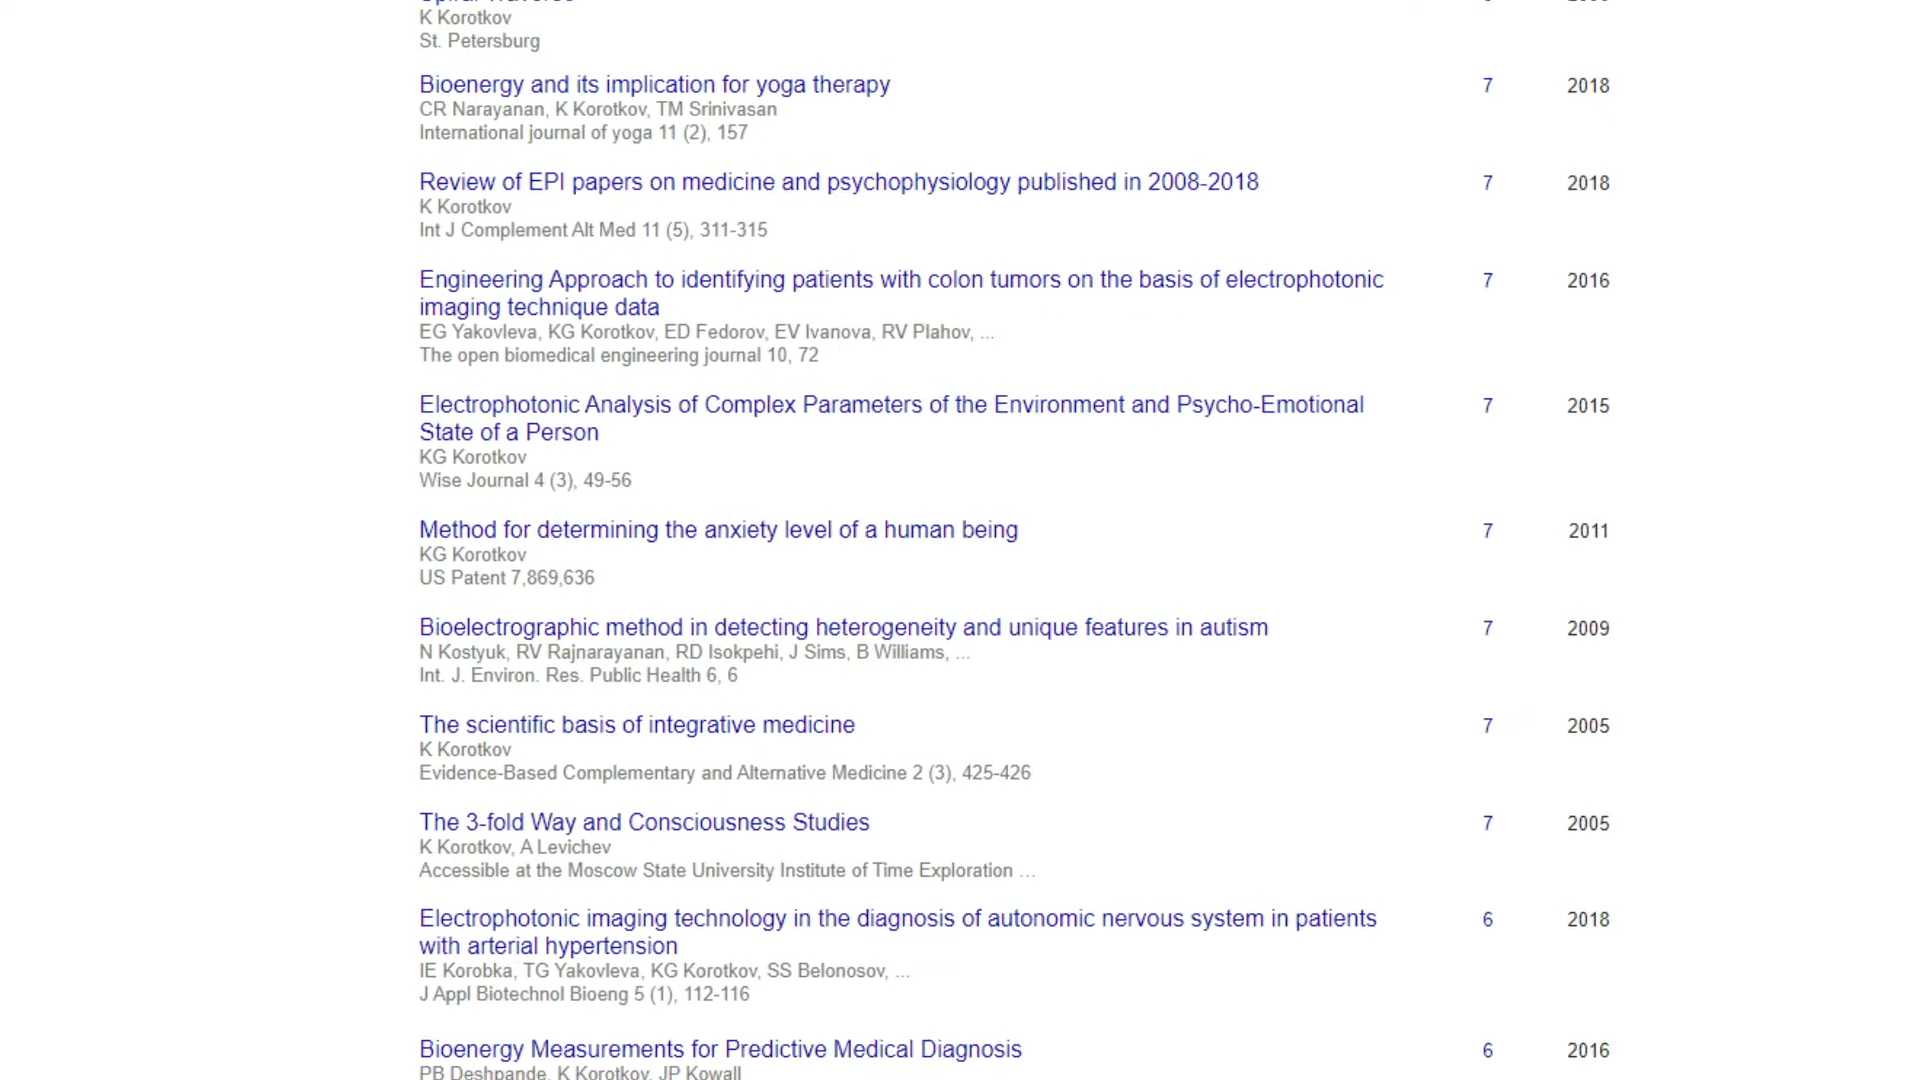 K Korotkov
St. Petersburg
Bioenergy and its implication for yoga therapy 7 2018
CR Narayanan, K Korotkov, TM Srinivasan
International journal of yoga 11 (2), 157
Review of EPI papers on medicine and psychophysiology published in 2008-2018 7 2018
K Korotkov
Int J Complement Alt Med 11 (5), 311-315
Engineering Approach to identifying patients with colon tumors on the basis of electrophotonic 7 2016
imaging technique data
EG Yakovleva, KG Korotkov, ED Fedorov, EV Ivanova, RV Plahov, ...
The open biomedical engineering journal 10, 72
Electrophotonic Analysis of Complex Parameters of the Environment and Psycho-Emotional 7 2015
State of a Person
KG Korotkov
Wise Journal 4 (3), 49-56
Method for determining the anxiety level of a human being 7 2011
KG Korotkov
US Patent 7,869,636
Bioelectrographic method in detecting heterogeneity and unique features in autism 7 2009
N Kostyuk, RV Rajnarayanan, RD Isokpehi, J Sims, B Williams, ...
Int. J. Environ. Res. Public Health 6, 6
The scientific basis of integrative medicine 7 2005
K Korotkov
Evidence-Based Complementary and Alternative Medicine 2 (3), 425-426
The 3-fold Way and Consciousness Studies 7 2005
K Korotkov, A Levichev
Accessible at the Moscow State University Institute of Time Exploration ...
Electrophotonic imaging technology in the diagnosis of autonomic nervous system in patients 6 2018
with arterial hypertension
IE Korobka, TG Yakovleva, KG Korotkov, SS Belonosov, ...
J Appl Biotechnol Bioeng 5 (1), 112-116
Bioenergy Measurements for Predictive Medical Diagnosis 6 2016
PB Deshpande, K Korotkov, JP Kowall